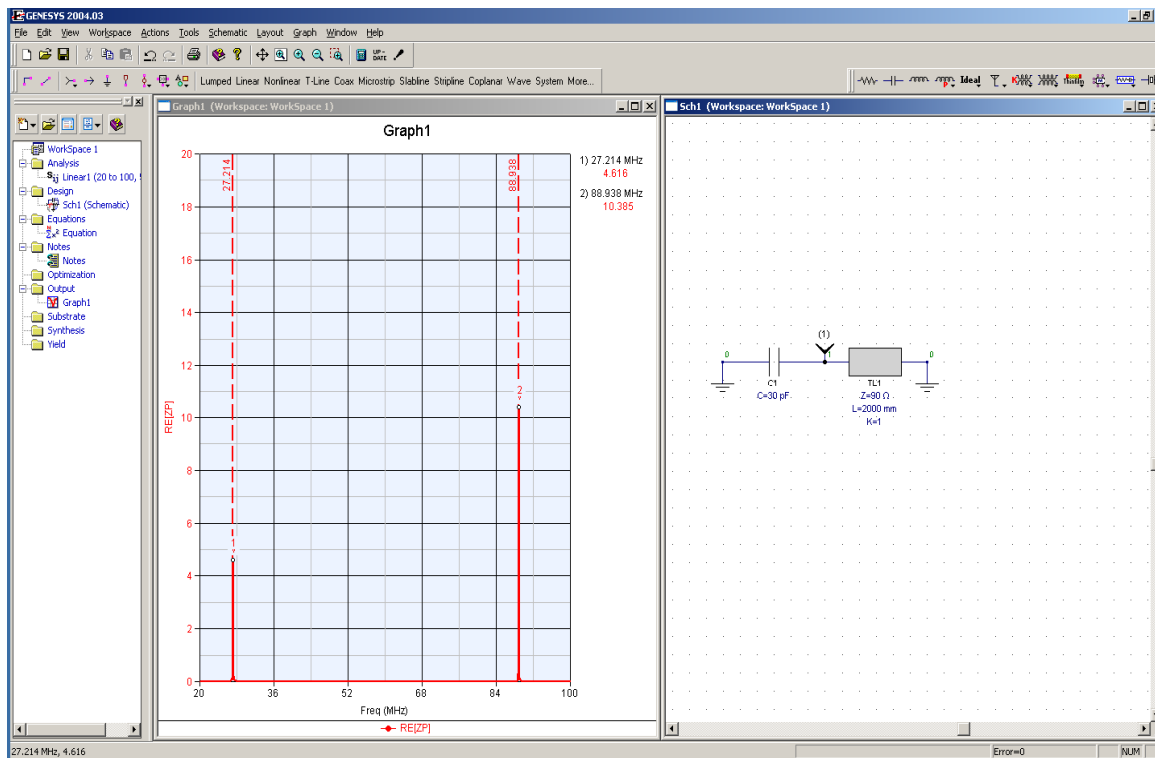 GENESYS 2004.03
File Edit View Workspace Actions Tools Schematic Layout Graph Window Help
UP-DATE
Lumped Linear Nonlinear T-Line Coax Microstrip Slabline Stripline Coplanar Wave System More...
Ideal
WorkSpace 1
Analysis
Linear1 (20 to 100,
Design
Sch1 (Schematic)
Equations
Equation
Notes
Notes
Optimization
Output
Graph1
Substrate
Synthesis
Yield
Graph1 (Workspace: WorkSpace 1)
Graph1
20
18
16
14
12
10
8
6
4
2
0
RE[ZP]
27.214
88.938
1
2
20 36 52 68 84 100
Freq (MHz)
RE[ZP]
1) 27.214 MHz
4.616
2) 88.938 MHz
10.385
Sch1 (Workspace: WorkSpace 1)
(1)
0 1 0
C1
C=30 pF
TL1
Z=90 Ω
L=2000 mm
K=1
27.214 MHz, 4.616
Error=0
NUM